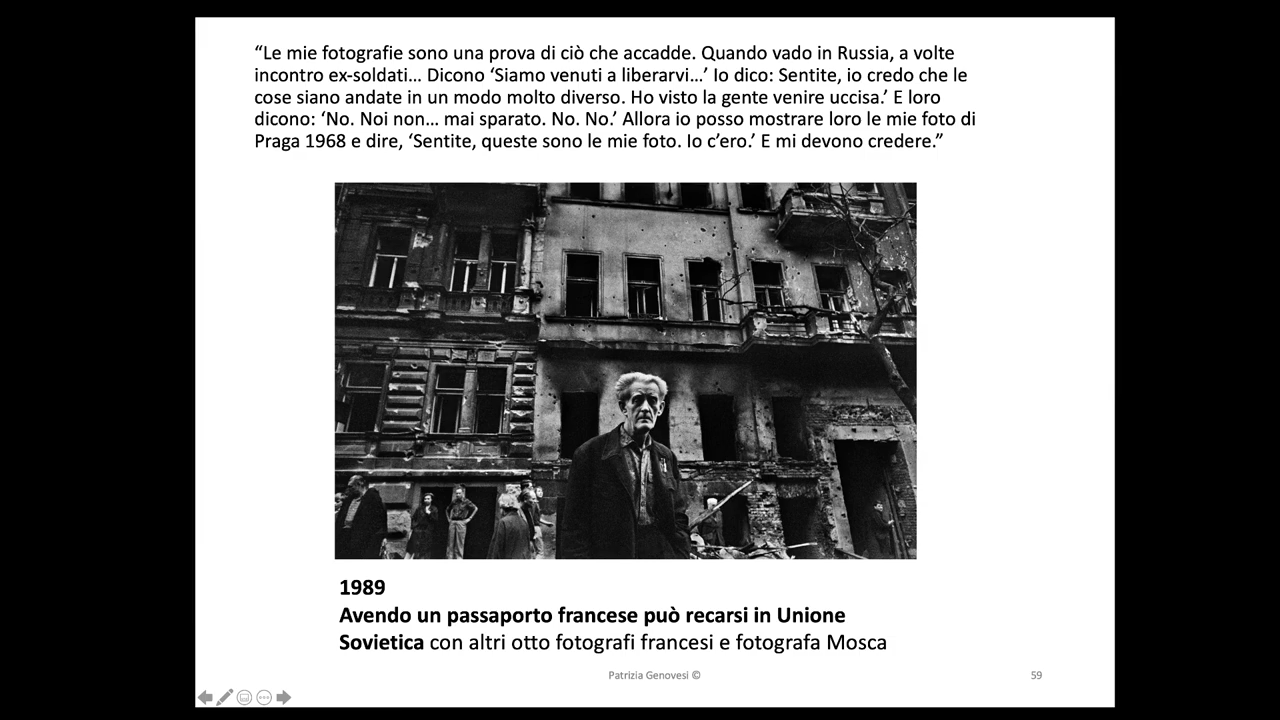 “Le mie fotografie sono una prova di ciò che accadde. Quando vado in Russia, a volte
incontro ex-soldati… Dicono ‘Siamo venuti a liberarvi…’ Io dico: Sentite, io credo che le
cose siano andate in un modo molto diverso. Ho visto la gente venire uccisa.’ E loro
dicono: ‘No. Noi non… mai sparato. No. No.’ Allora io posso mostrare loro le mie foto di
Praga 1968 e dire, ‘Sentite, queste sono le mie foto. Io c’ero.’ E mi devono credere.”
1989
Avendo un passaporto francese può recarsi in Unione
Sovietica con altri otto fotografi francesi e fotografa Mosca
Patrizia Genovesi ©
59